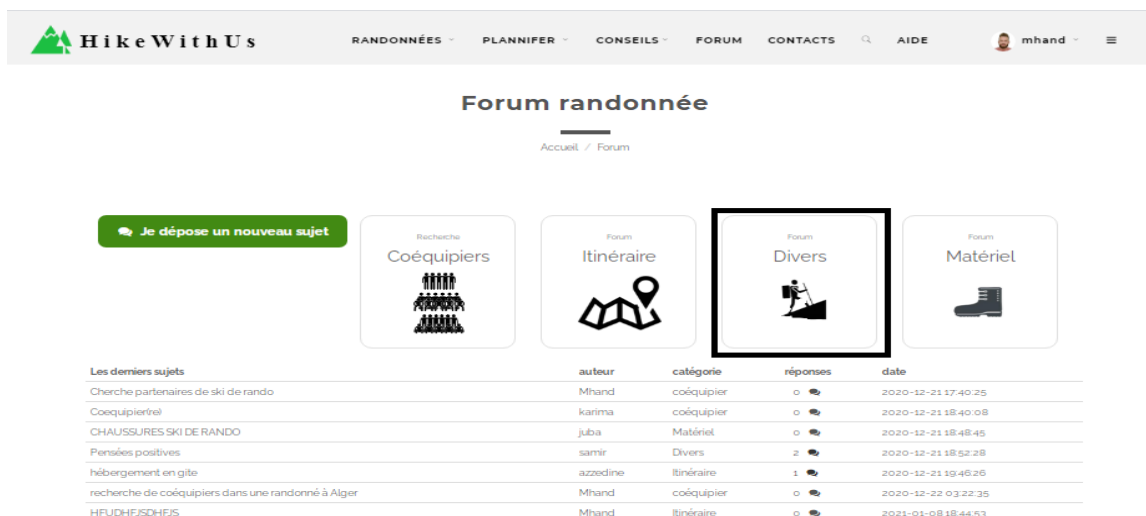 HikeWithUs RANDONNÉES PLANNIFER CONSEILS FORUM CONTACTS AIDE mhand
Forum randonnée
Accueil / Forum
Je dépose un nouveau sujet
Recherche
Coéquipiers
Forum
Itinéraire
Forum
Divers
Forum
Matériel
Les derniers sujets auteur catégorie réponses date
Cherche partenaires de ski de rando Mhand coéquipier 0 2020-12-21 17:40:25
Coequipier(re) karima coéquipier 0 2020-12-21 18:40:08
CHAUSSURES SKI DE RANDO juba Matériel 0 2020-12-21 18:48:45
Pensées positives samir Divers 2 2020-12-21 18:52:28
hébergement en gite azzedine Itinéraire 1 2020-12-21 19:46:26
recherche de coéquipiers dans une randonné à Alger Mhand coéquipier 0 2020-12-22 03:22:35
HFUDHFJSDHFJS Mhand Itinéraire 0 2021-01-08 18:44:53